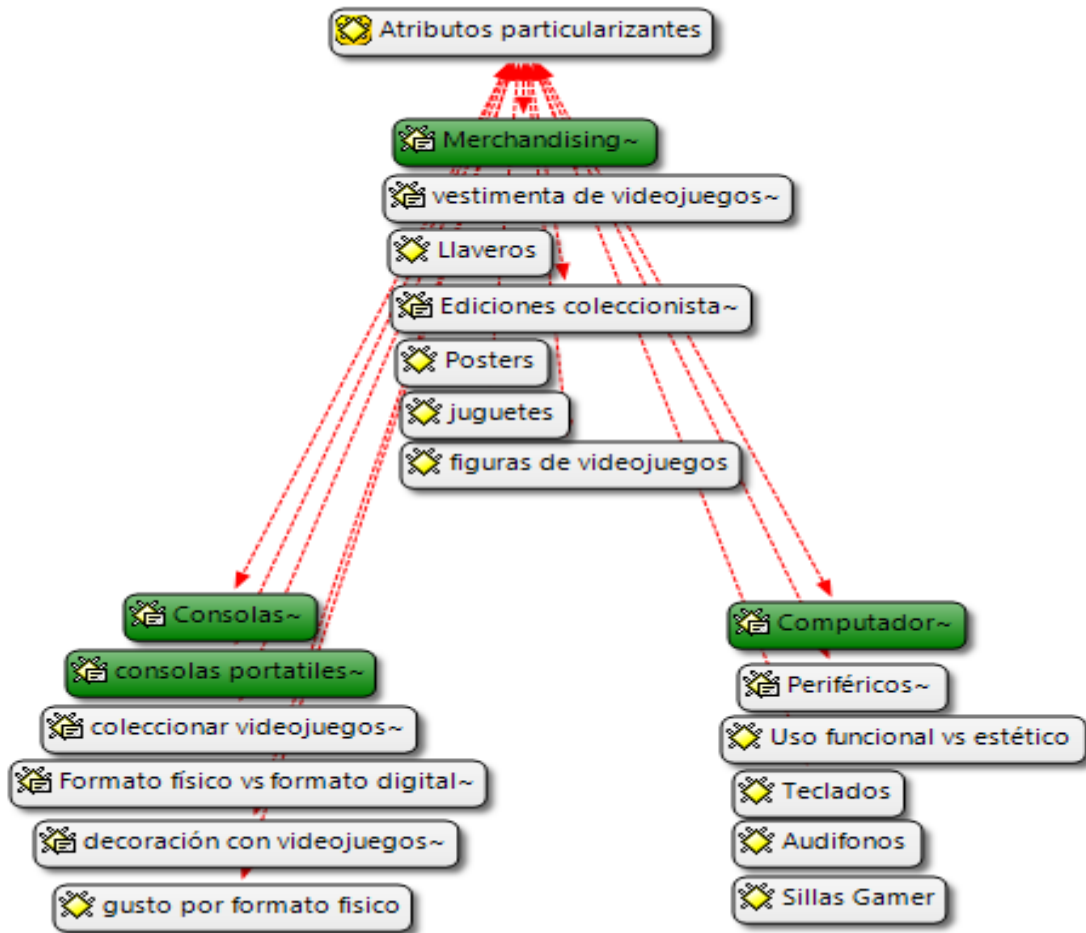 Atributos particularizantes
Merchandising~
vestimenta de videojuegos~
Llaveros
Ediciones coleccionista~
Posters
juguetes
figuras de videojuegos
Consolas~
consolas portatiles~
coleccionar videojuegos~
Formato físico vs formato digital~
decoración con videojuegos~
gusto por formato fisico
Computador~
Periféricos~
Uso funcional vs estético
Teclados
Audifonos
Sillas Gamer